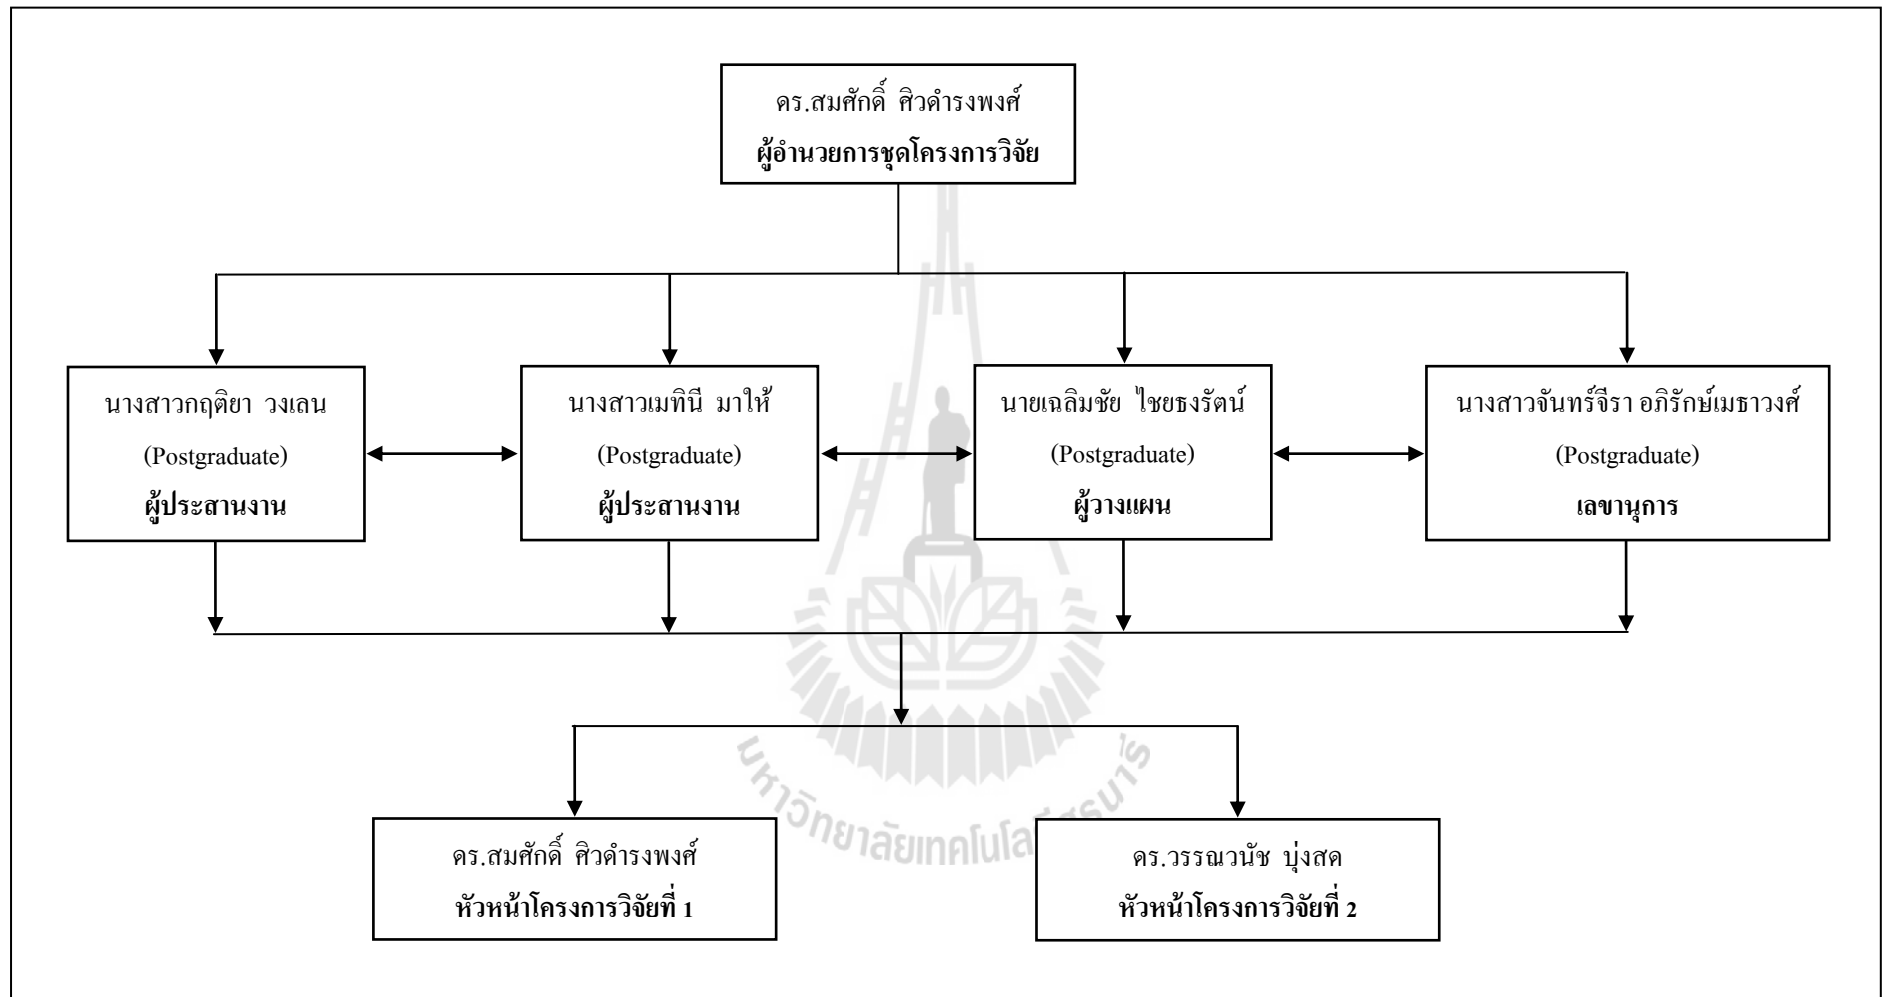 ดร.สมศักดิ์ ศิวดำรงพงศ์
ผู้อำนวยการชุดโครงการวิจัย
นางสาวกฤติยา วงเลน
(Postgraduate)
ผู้ประสานงาน
นางสาวเมทินี มาให้
(Postgraduate)
ผู้ประสานงาน
นายเฉลิมชัย ไชยธงรัตน์
(Postgraduate)
ผู้วางแผน
นางสาวจันทร์จีรา อภิรักษ์เมธาวงศ์
(Postgraduate)
เลขานุการ
ดร.สมศักดิ์ ศิวดำรงพงศ์
หัวหน้าโครงการวิจัยที่ 1
ดร.วรรณวนัช บุ่งสุด
หัวหน้าโครงการวิจัยที่ 2